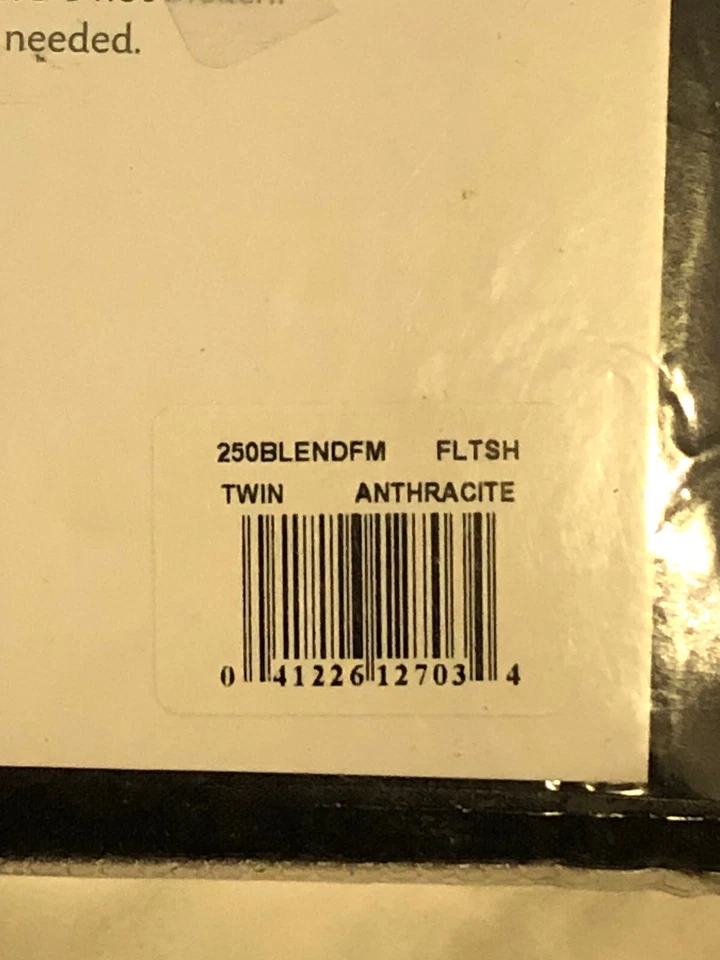 needed.
250BLENDFM FLTSH
TWIN ANTHRACITE
0 41226 12703 4